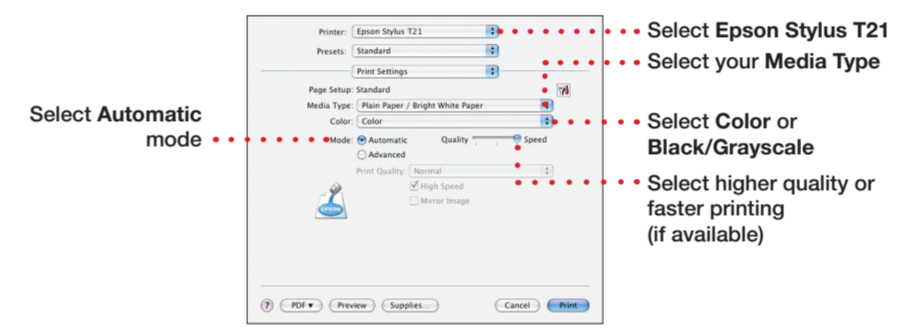 Printer: Epson Stylus T21
Presets: Standard
Print Settings
Page Setup: Standard
Media Type: Plain Paper / Bright White Paper
Color: Color
Mode: Automatic Quality Speed
Advanced
Print Quality: Normal
High Speed
Mirror Image
EPSON
? PDF Preview Supplies... Cancel Print
Select Automatic
mode
Select Epson Stylus T21
Select your Media Type
Select Color or
Black/Grayscale
Select higher quality or
faster printing
(if available)